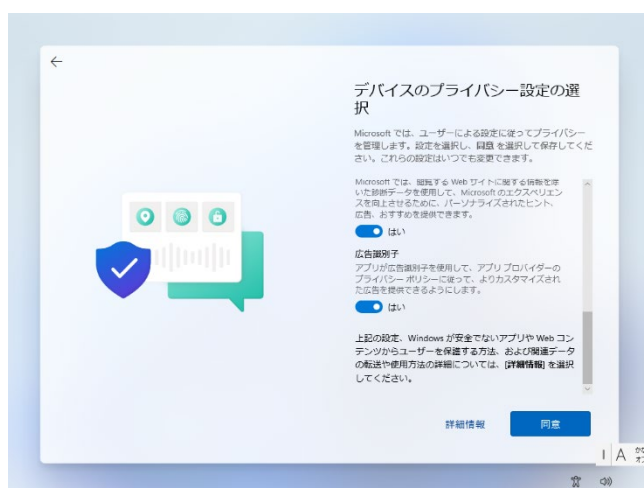 デバイスのプライバシー設定の選
択
Microsoft では、ユーザーによる設定に従ってプライバシー
を管理します。設定を選択し、同意 を選択して保存してくだ
さい。これらの設定はいつでも変更できます。
Microsoft では、閲覧する Web サイトに関する情報を除
いた診断データを使用して、Microsoft のエクスペリエン
スを向上させるために、パーソナライズされたヒント、
広告、おすすめを提供できます。
はい
広告識別子
アプリが広告識別子を使用して、アプリ プロバイダーの
プライバシー ポリシーに従って、よりカスタマイズされ
た広告を提供できるようにします。
はい
上記の設定、Windows が安全でないアプリや Web コン
テンツからユーザーを保護する方法、および関連データ
の転送や使用方法の詳細については、[詳細情報] を選択
してください。
詳細情報
同意
A